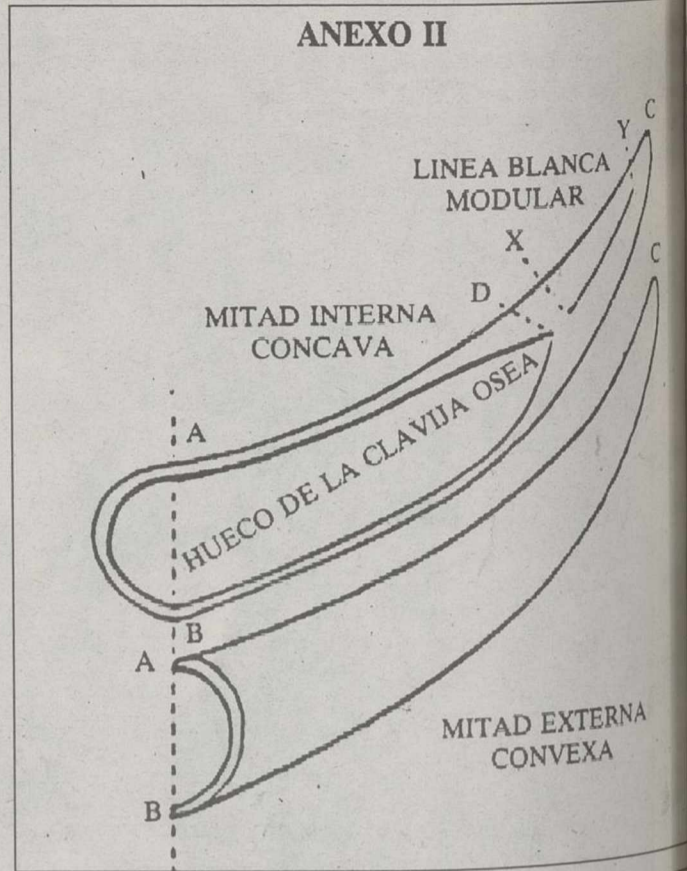 ANEXO II
C
Y
LINEA BLANCA
MODULAR
X
C
D
MITAD INTERNA
CONCAVA
A
HUECO DE LA CLAVIJA OSEA
B
A
MITAD EXTERNA
CONVEXA
B